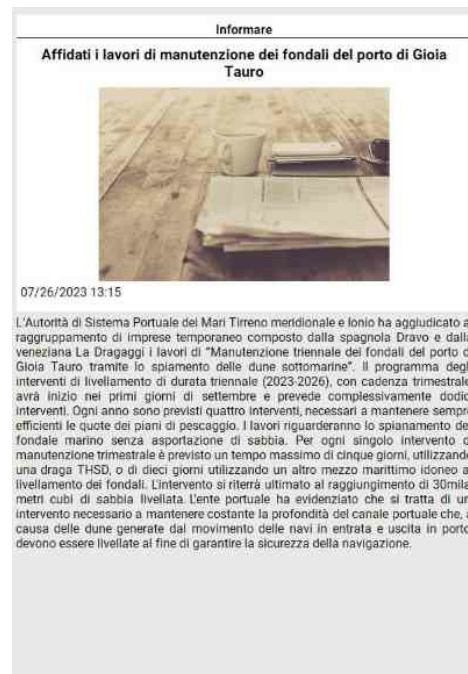 Informare
Affidati i lavori di manutenzione dei fondali del porto di Gioia
Tauro
07/26/2023 13:15
L'Autorità di Sistema Portuale dei Mari Tirreno meridionale e Ionio ha aggiudicato a
raggruppamento di imprese temporaneo composto dalla spagnola Dravo e dalla
veneziana La Dragaggi i lavori di "Manutenzione triennale dei fondali del porto d
Gioia Tauro tramite lo spiamento delle dune sottomarine". Il programma degl
interventi di livellamento di durata triennale (2023-2026), con cadenza trimestrale
avrà inizio nei primi giorni di settembre e prevede complessivamente dodic
interventi. Ogni anno sono previsti quattro interventi, necessari a mantenere sempre
efficienti le quote dei piani di pescaggio. I lavori riguarderanno lo spianamento de
fondale marino senza asportazione di sabbia. Per ogni singolo intervento d
manutenzione trimestrale è previsto un tempo massimo di cinque giorni, utilizzando
una draga THSD, o di dieci giorni utilizzando un altro mezzo marittimo idoneo a
livellamento dei fondali. L'intervento si riterrà ultimato al raggiungimento di 30mila
metri cubi di sabbia livellata. L'ente portuale ha evidenziato che si tratta di un
intervento necessario a mantenere costante la profondità del canale portuale che, a
causa delle dune generate dal movimento delle navi in entrata e uscita in porto
devono essere livellate al fine di garantire la sicurezza della navigazione.